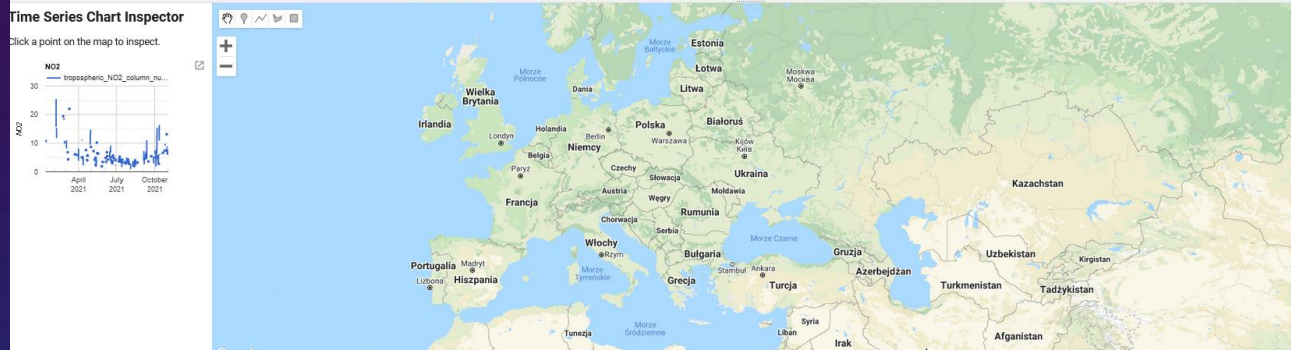 Time Series Chart Inspector
Click a point on the map to inspect.
NO2
tropospheric_NO2_column_nu...
30
20
10
0
NO2
April
2021
July
2021
October
2021
+
−
Morze
Bałtyckie
Estonia
Łotwa
Litwa
Moskwa
Москва
Morze
Północne
Dania
Wielka
Brytania
Irlandia
Londyn
Holandia
Berlin
Polska
Warszawa
Białoruś
Belgia
Niemcy
Kijów
Київ
Paryż
Czechy
Słowacja
Ukraina
Kazachstan
Austria
Węgry
Mołdawia
Francja
Rumunia
Chorwacja
Serbia
Morze Czarne
Włochy
Rzym
Bułgaria
Gruzja
Uzbekistan
Kirgistan
Portugalia
Madryt
Lizbona
Hiszpania
Morze
Tyrreńskie
Grecja
Stambuł
Ankara
Turcja
Azerbejdżan
Turkmenistan
Tadżykistan
Tunezja
Morze
Śródziemne
Syria
Liban
Irak
Afganistan